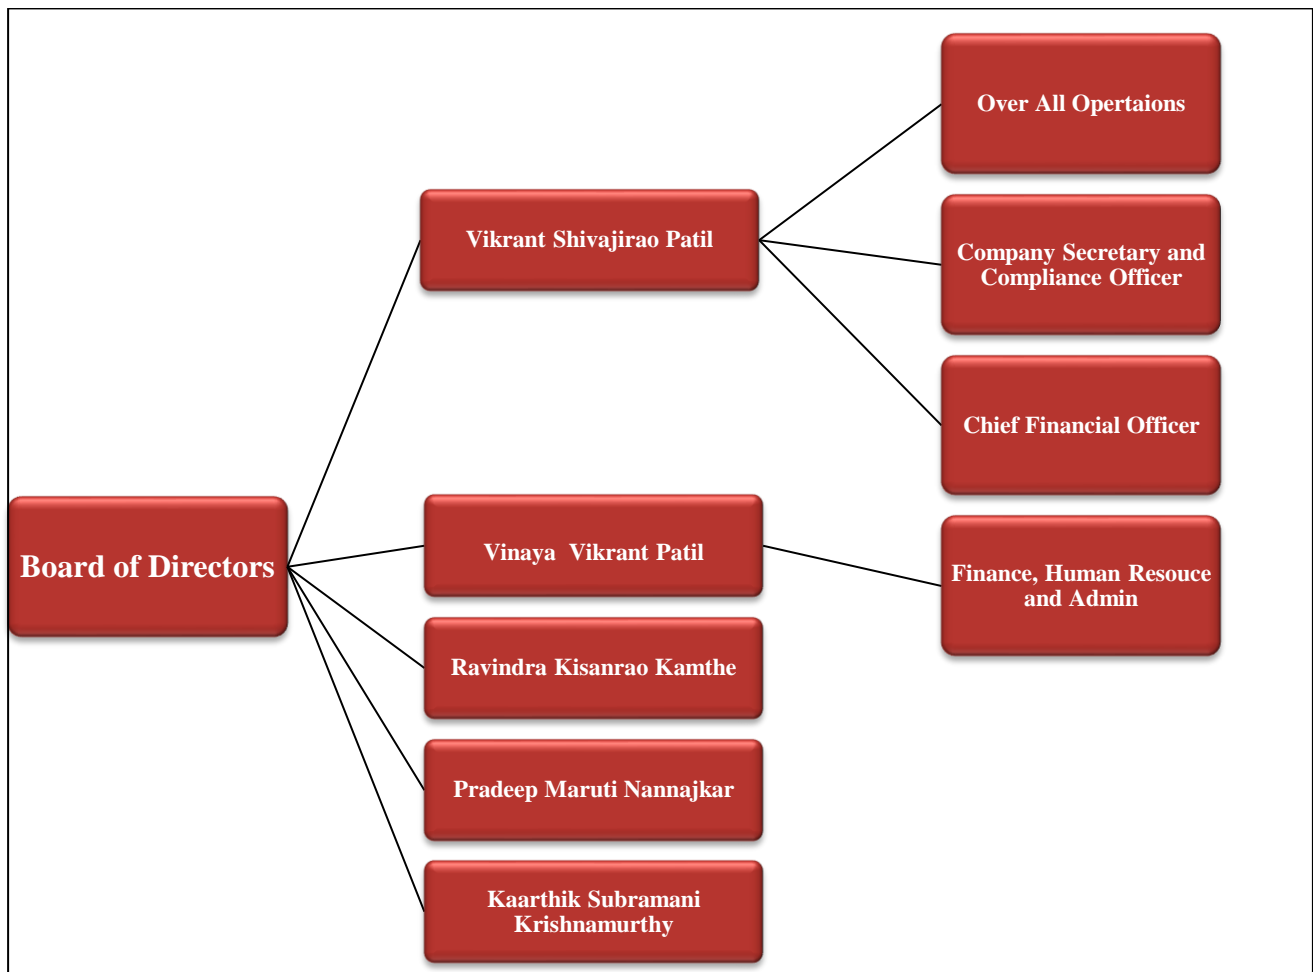 Board of Directors
Vikrant Shivajirao Patil
Over All Opertaions
Company Secretary and
Compliance Officer
Chief Financial Officer
Vinaya  Vikrant Patil
Finance, Human Resouce
and Admin
Ravindra Kisanrao Kamthe
Pradeep Maruti Nannajkar
Kaarthik Subramani
Krishnamurthy